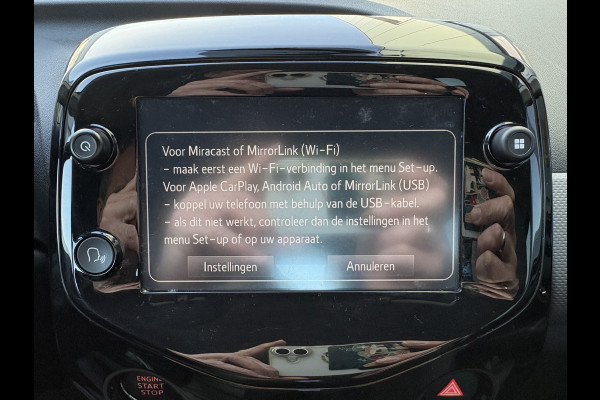 Voor Miracast of MirrorLink (Wi-Fi)
- maak eerst een Wi-Fi-verbinding in het menu Set-up.
Voor Apple CarPlay, Android Auto of MirrorLink (USB)
- koppel uw telefoon met behulp van de USB-kabel.
- als dit niet werkt, controleer dan de instellingen in het
menu Set-up of op uw apparaat.
Instellingen Annuleren
ENGINE
START
STOP